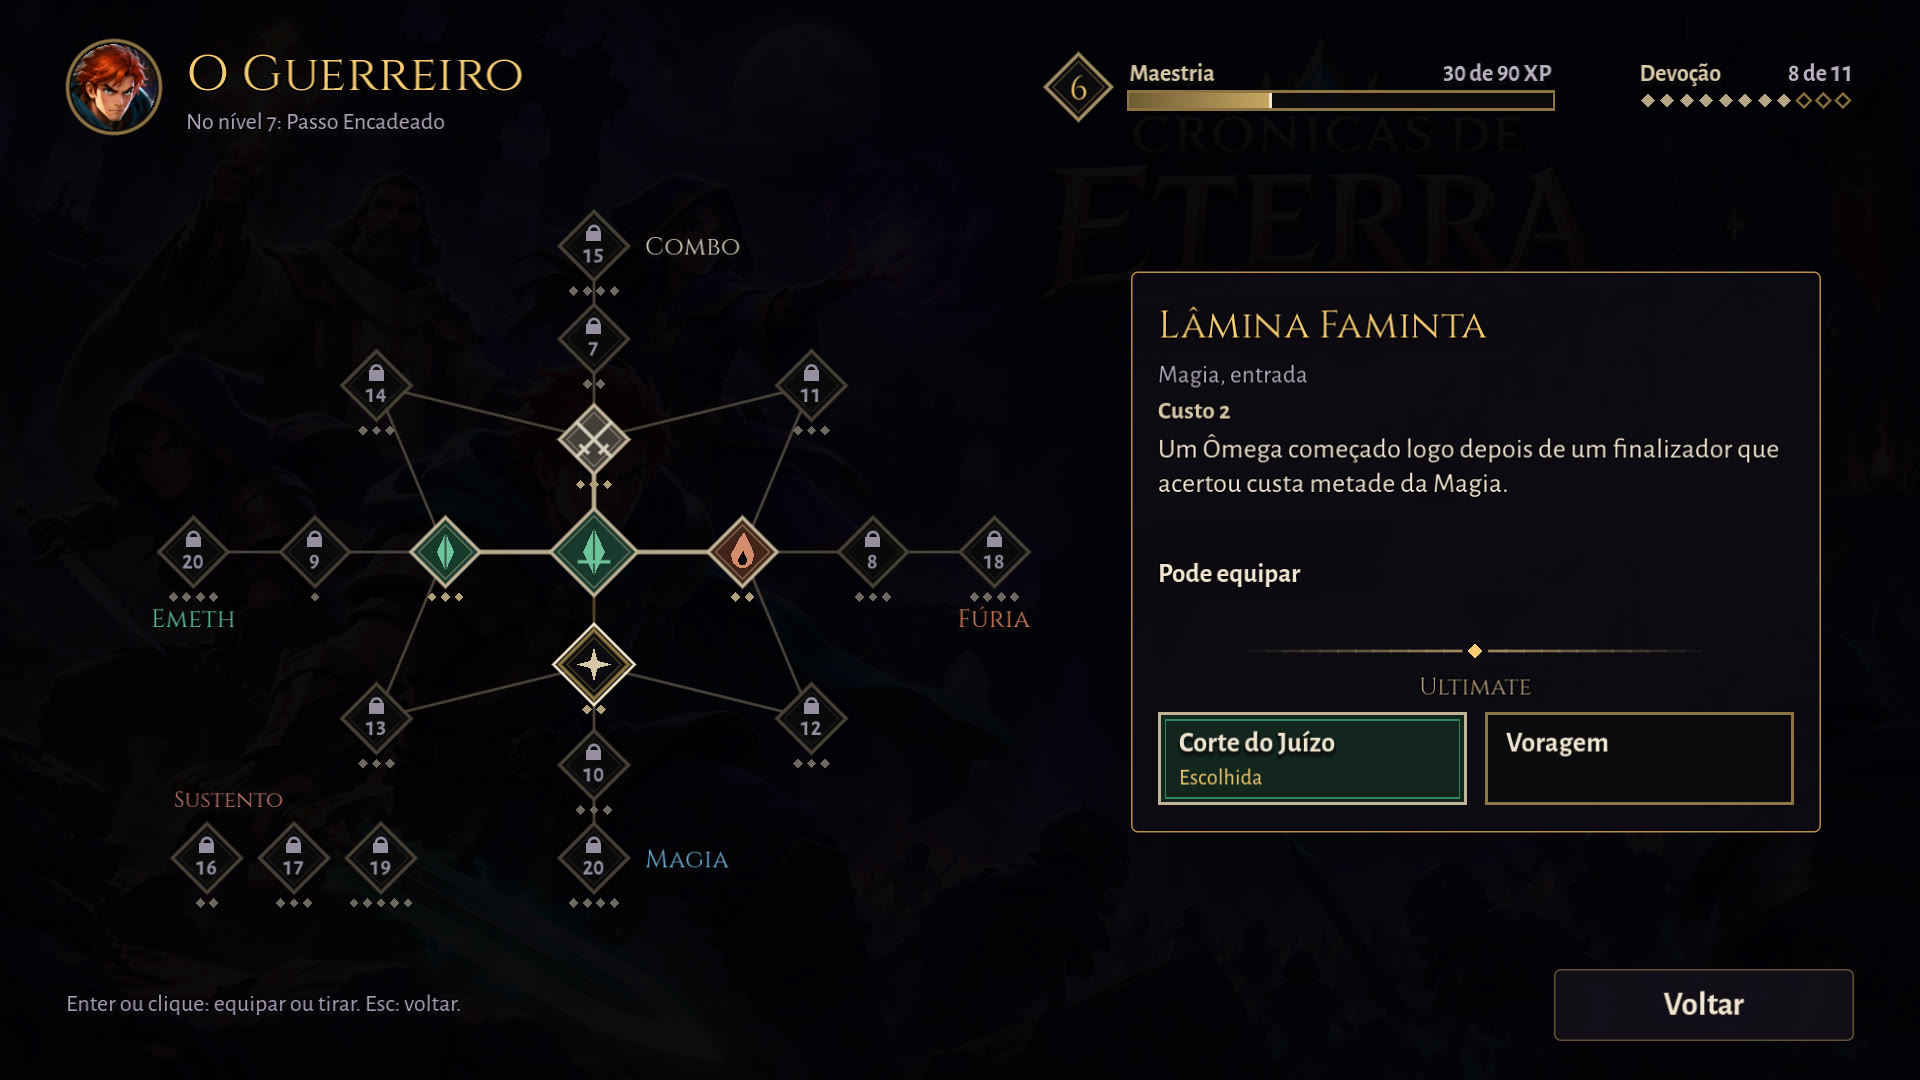 O Guerreiro
No nível 7: Passo Encadeado
6
Maestria
30 de 90 XP
Devoção
8 de 11
Crônicas de
Eterra
15
Combo
7
14
11
20
9
8
18
Emeth
Fúria
13
12
10
Sustento
16
17
19
20
Magia
Lâmina Faminta
Magia, entrada
Custo 2
Um Ômega começado logo depois de um finalizador que
acertou custa metade da Magia.
Pode equipar
Ultimate
Corte do Juízo
Escolhida
Voragem
Enter ou clique: equipar ou tirar. Esc: voltar.
Voltar